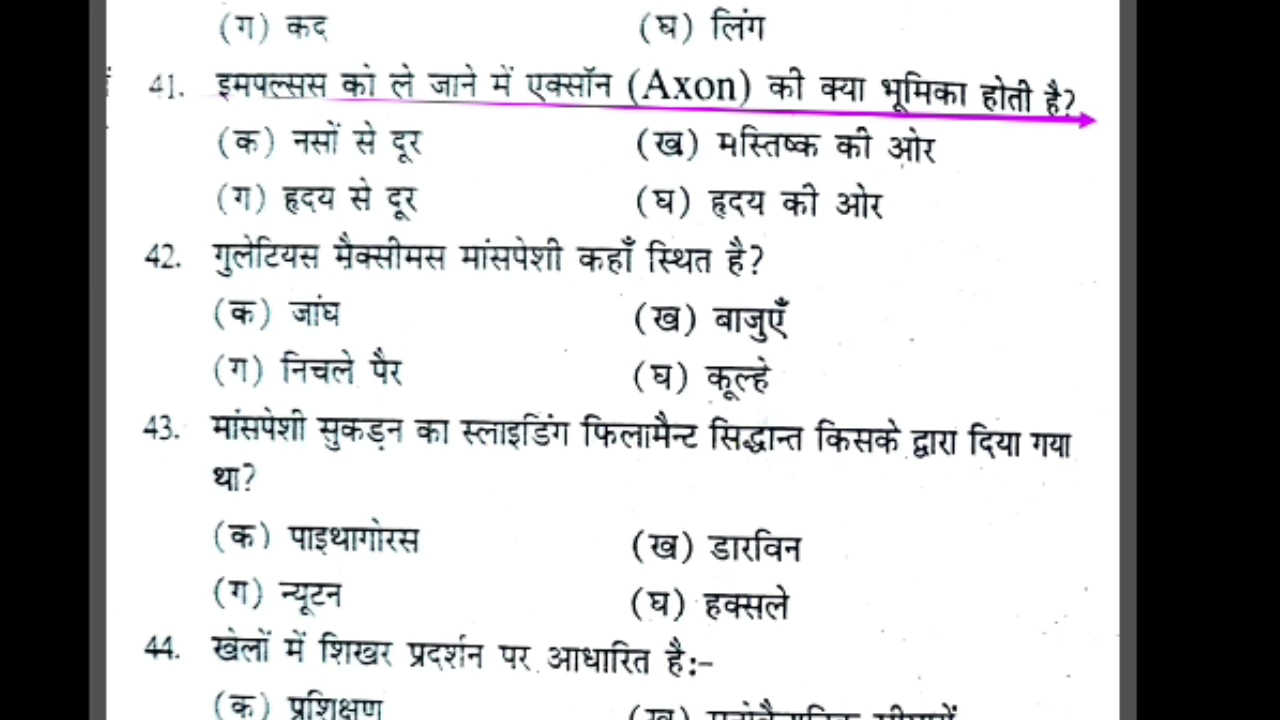 (ग) कद (घ) लिंग
41. इमपल्सस को ले जाने में एक्सॉन (Axon) की क्या भूमिका होती है?
(क) नसों से दूर (ख) मस्तिष्क की ओर
(ग) हृदय से दूर (घ) हृदय की ओर
42. गुलेटियस मैक्सीमस मांसपेशी कहाँ स्थित है?
(क) जांघ (ख) बाजुएँ
(ग) निचले पैर (घ) कूल्हे
43. मांसपेशी सुकड़न का स्लाइडिंग फिलामैन्ट सिद्धान्त किसके द्वारा दिया गया
था?
(क) पाइथागोरस (ख) डारविन
(ग) न्यूटन (घ) हक्सले
44. खेलों में शिखर प्रदर्शन पर आधारित है:-
(क) प्रशिक्षण (ख)